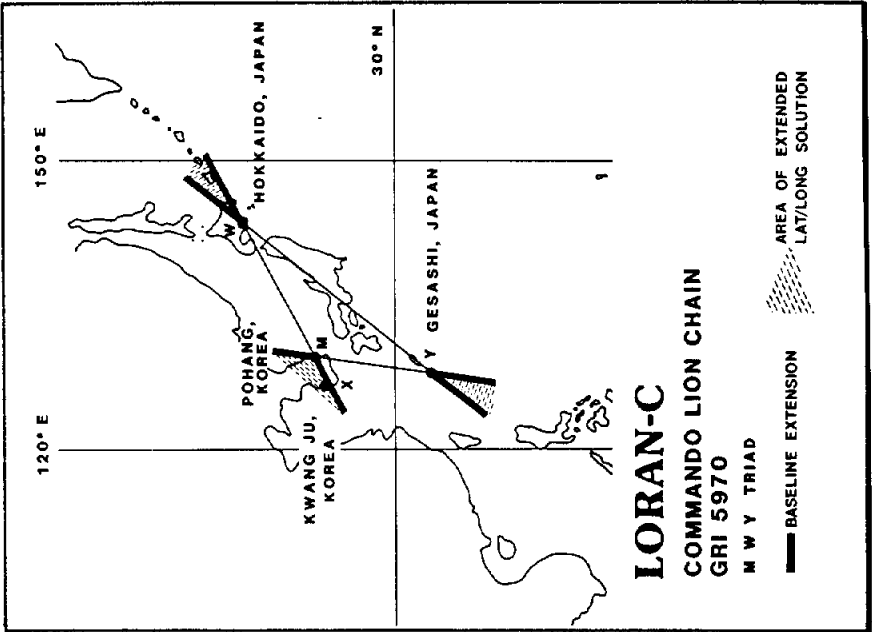 150° E
120° E
30° N
W
HOKKAIDO, JAPAN
POHANG,
KOREA
M
X
KWANG JU,
KOREA
Y
GESASHI, JAPAN
LORAN-C
COMMANDO LION CHAIN
GRI 5970
M W Y TRIAD
BASELINE EXTENSION
AREA OF EXTENDED
LAT/LONG SOLUTION